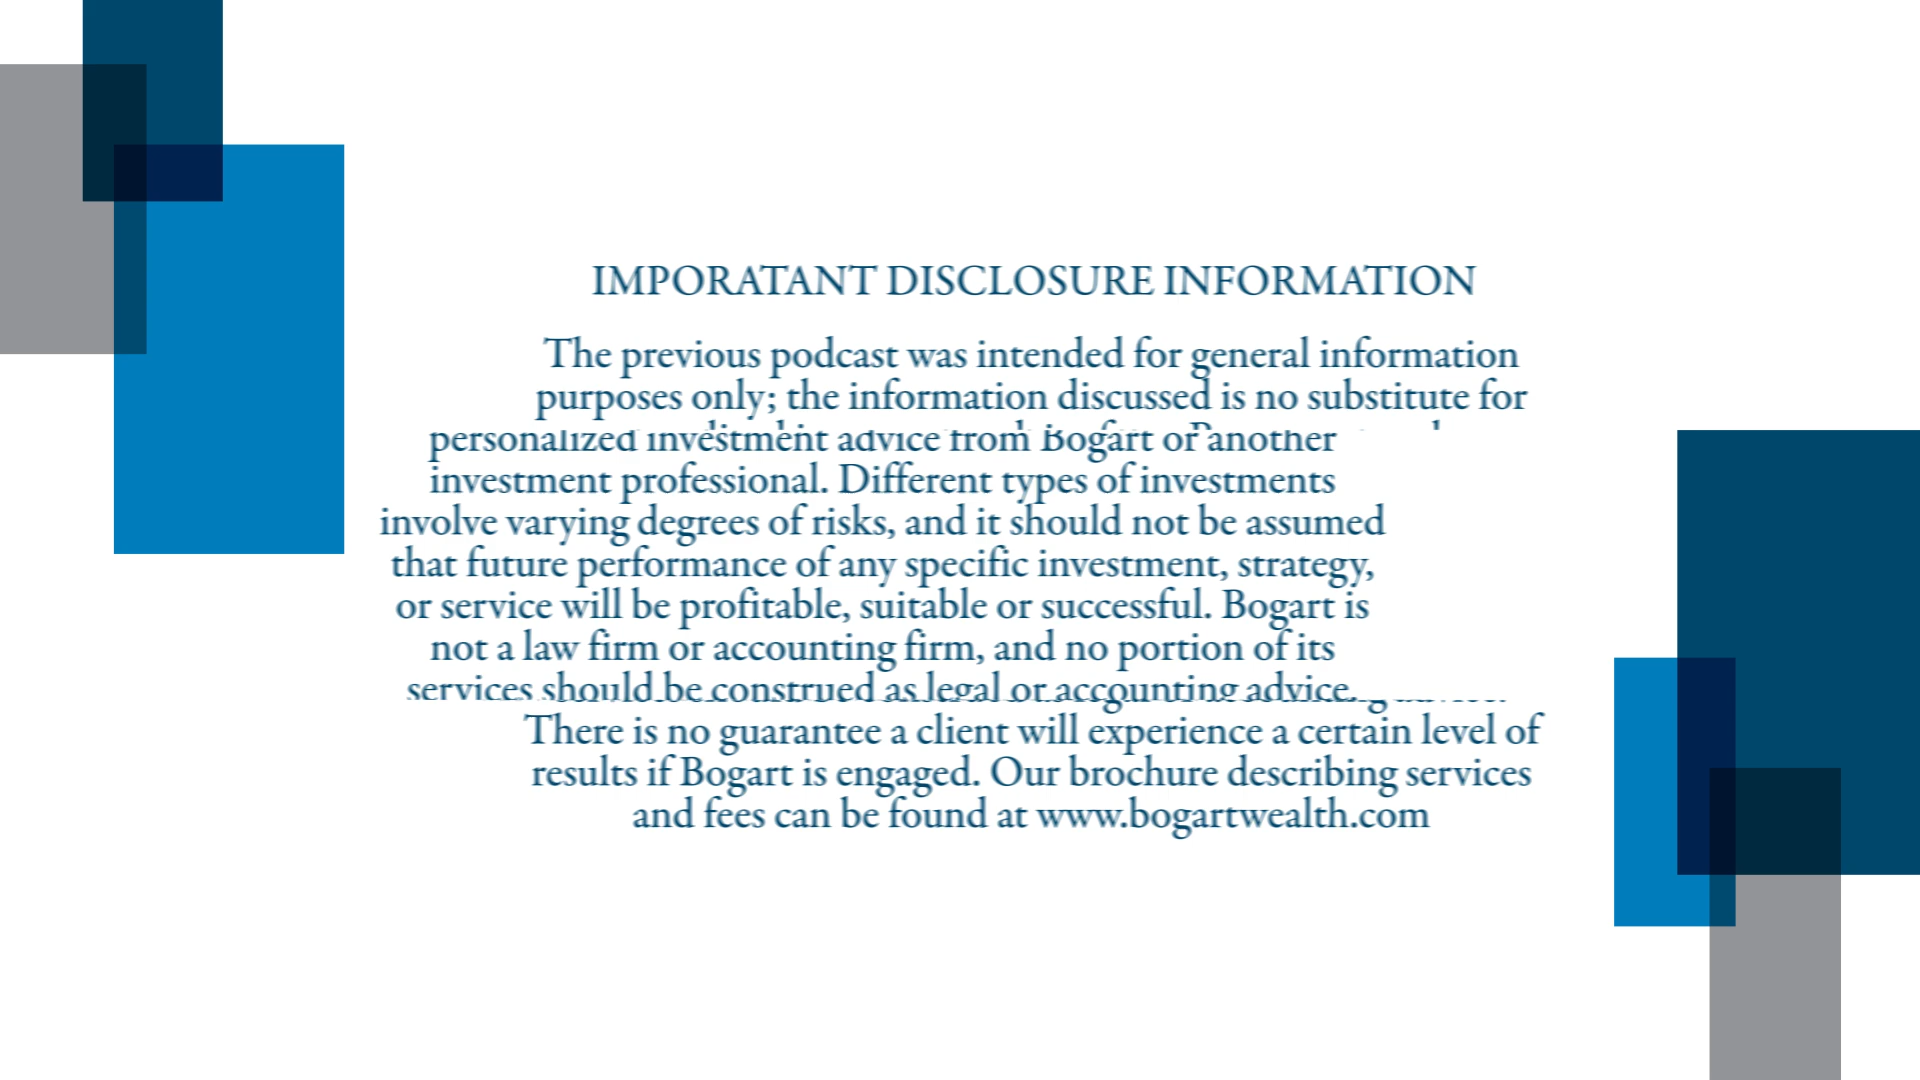 IMPORATANT DISCLOSURE INFORMATION
The previous podcast was intended for general information
purposes only; the information discussed is no substitute for
personalized investment advice from Bogart or another
investment professional. Different types of investments
involve varying degrees of risks, and it should not be assumed
that future performance of any specific investment, strategy,
or service will be profitable, suitable or successful. Bogart is
not a law firm or accounting firm, and no portion of its
services should be construed as legal or accounting advice.
There is no guarantee a client will experience a certain level of
results if Bogart is engaged. Our brochure describing services
and fees can be found at www.bogartwealth.com